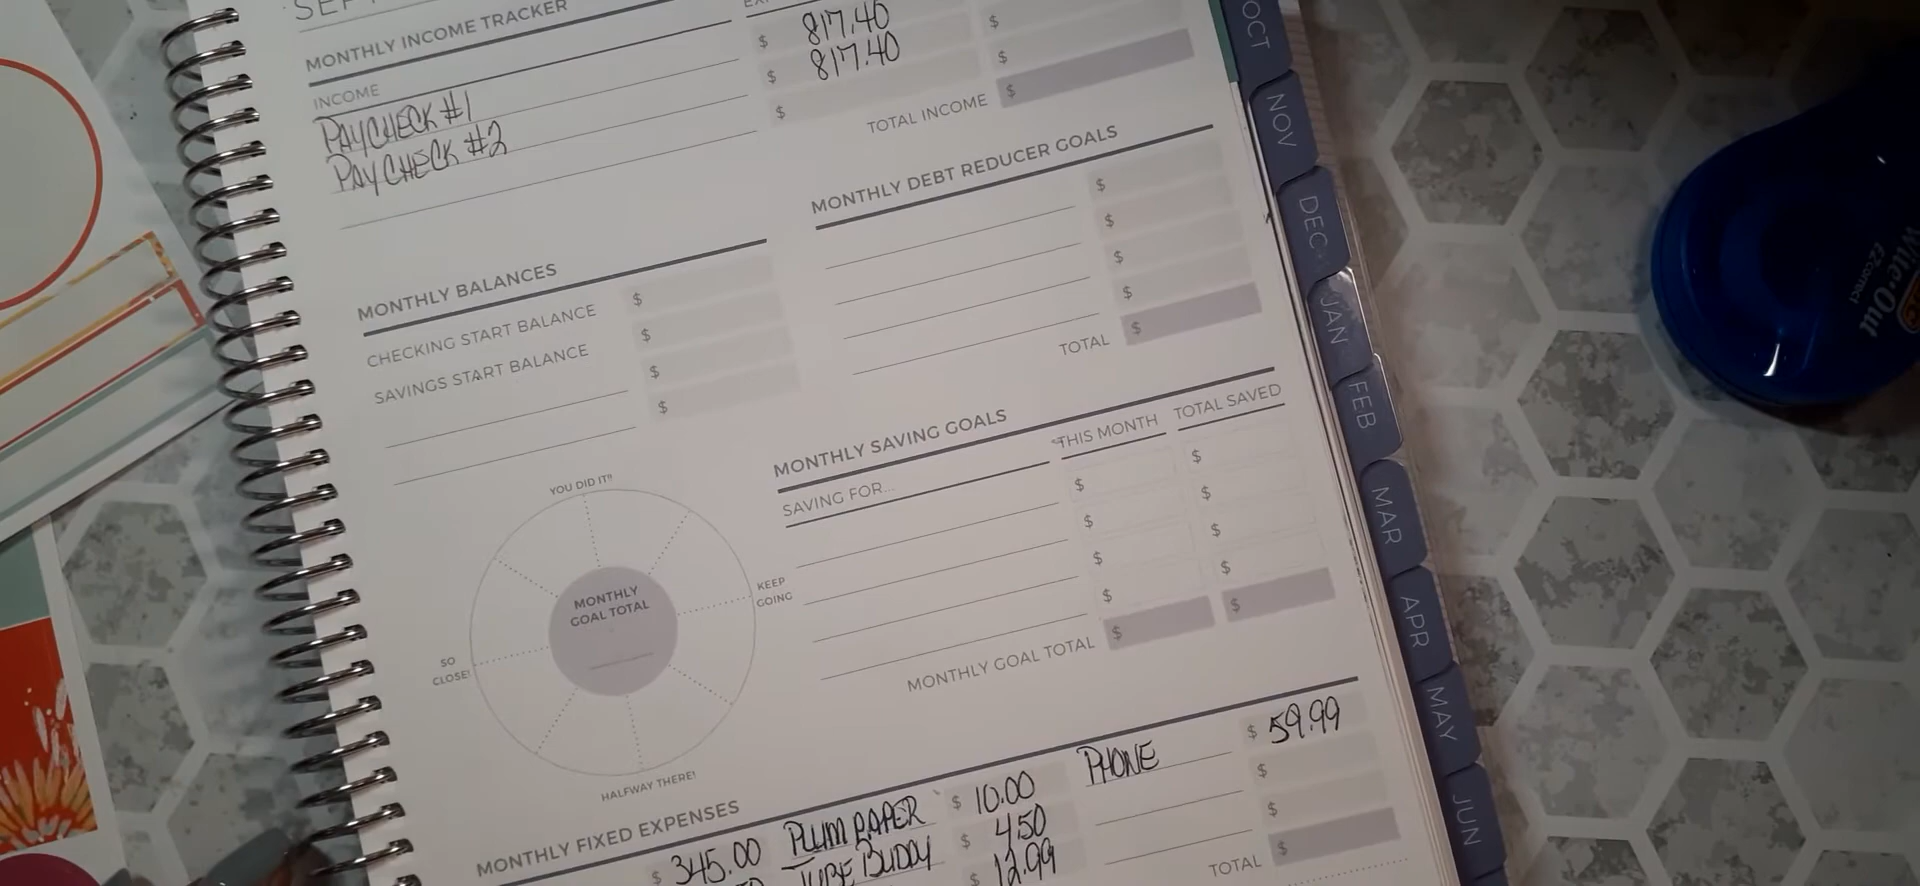 MONTHLY INCOME TRACKER
INCOME
PAYCHECK #1
$ 817.40
$
PAYCHECK #2
$ 817.40
$
$
TOTAL INCOME $
MONTHLY BALANCES
CHECKING START BALANCE $
SAVINGS START BALANCE $
$
$
MONTHLY DEBT REDUCER GOALS
$
$
$
$
TOTAL $
MONTHLY SAVING GOALS
THIS MONTH
TOTAL SAVED
SAVING FOR...
$ $
$ $
$ $
$ $
MONTHLY GOAL TOTAL $ $
YOU DID IT!!
KEEP
GOING
MONTHLY
GOAL TOTAL
SO
CLOSE!
HALFWAY THERE!
MONTHLY FIXED EXPENSES
$ 345.00
PLUM PAPER $ 10.00
TUBE BUDDY $ 4.50
$ 12.99
PHONE $ 59.99
$
$
TOTAL $
OCT
NOV
DEC
JAN
FEB
MAR
APR
MAY
JUN
Wite-Out
EZcorrect